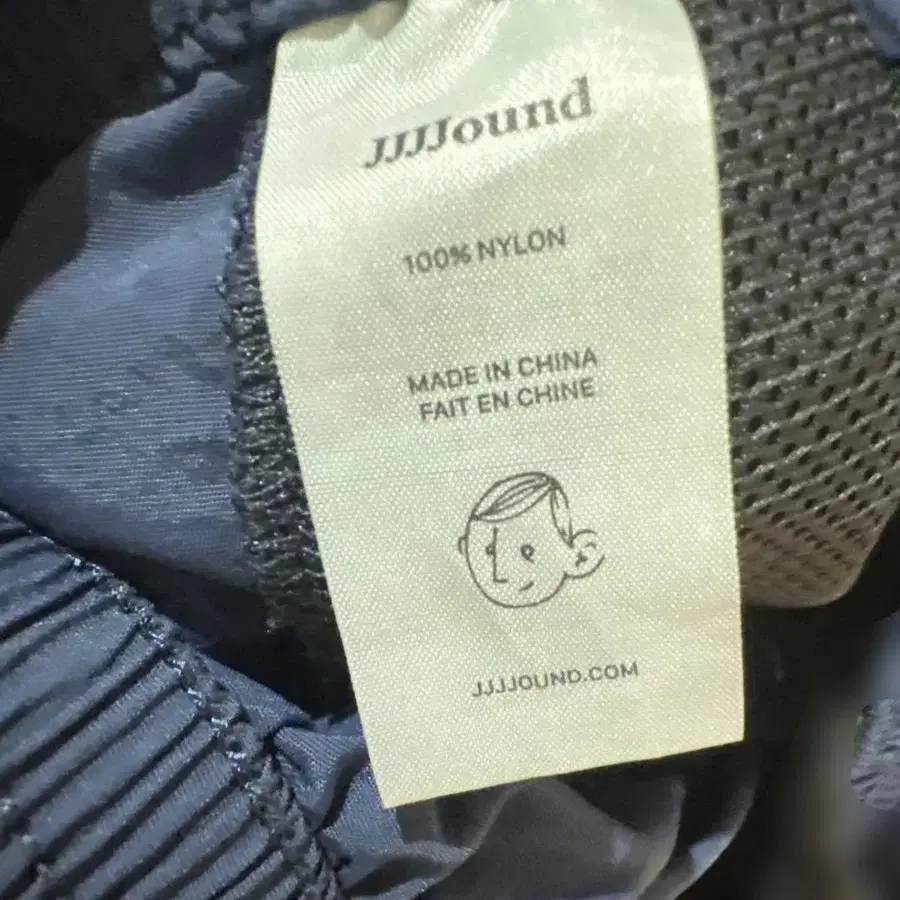 JJJJound
100% NYLON
MADE IN CHINA
FAIT EN CHINE
JJJJOUND.COM